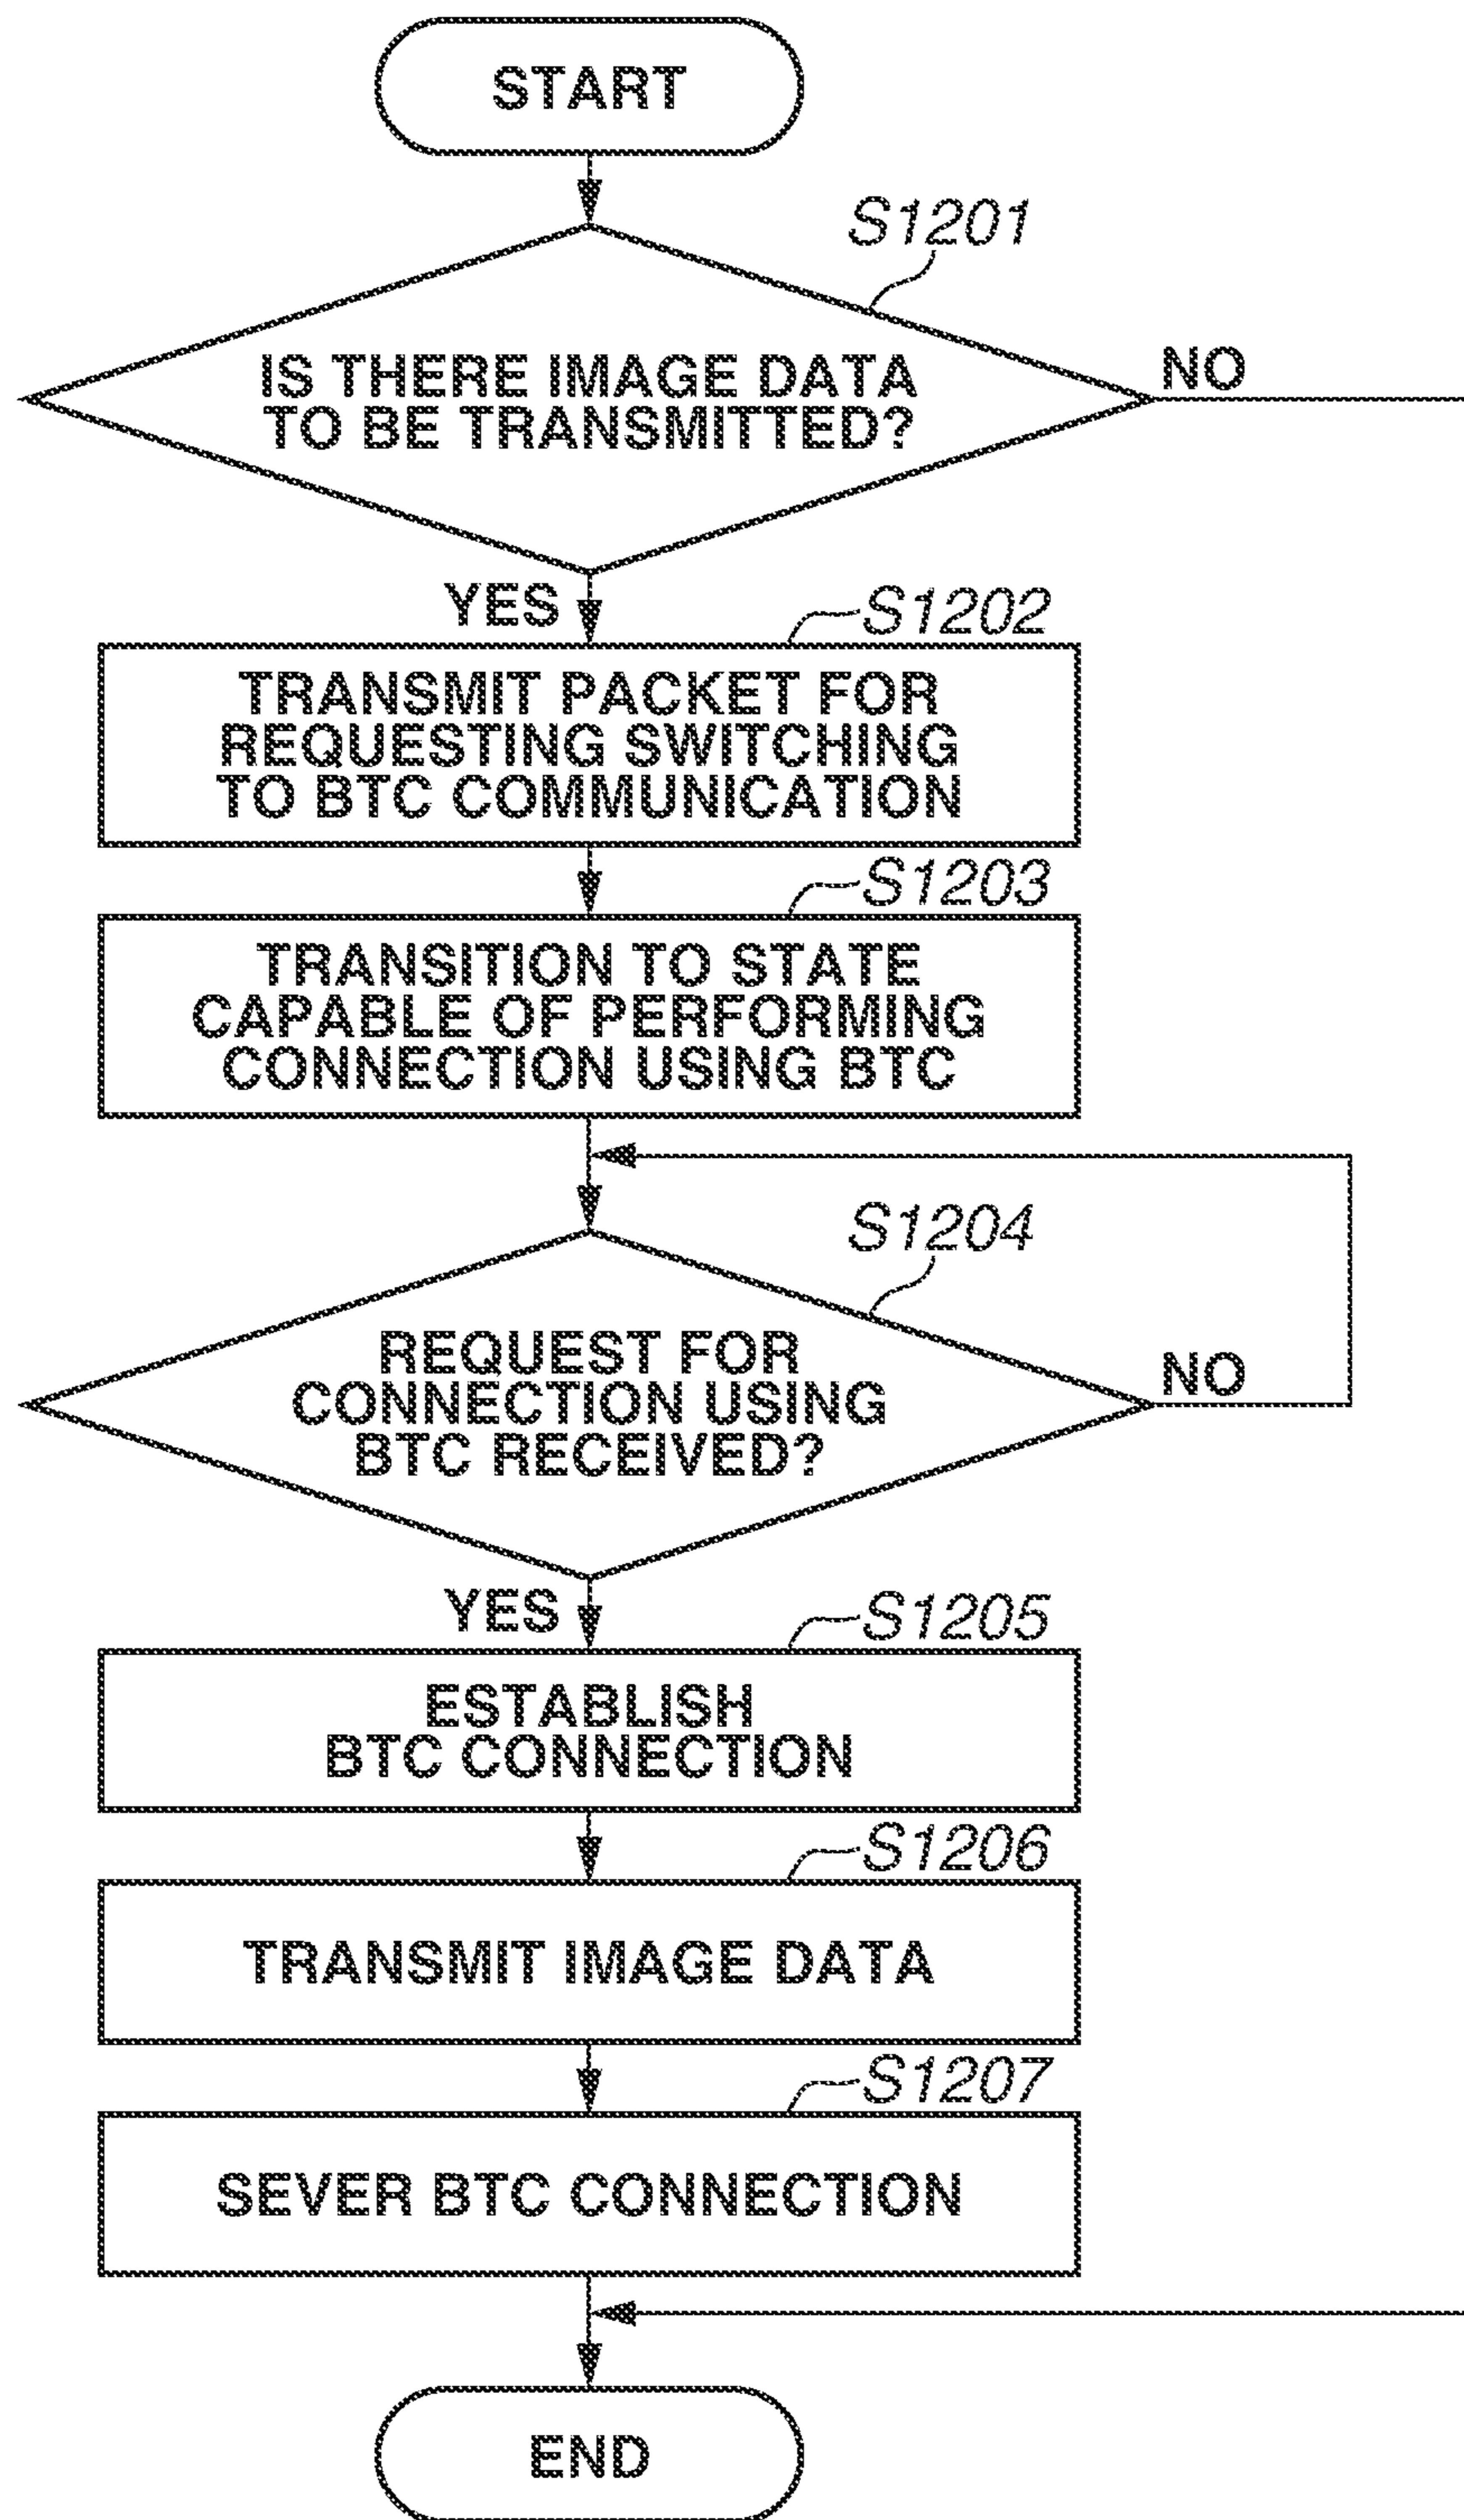 START
S1201
IS THERE IMAGE DATA
TO BE TRANSMITTED?
NO
YES
S1202
TRANSMIT PACKET FOR
REQUESTING SWITCHING
TO BTC COMMUNICATION
S1203
TRANSITION TO STATE
CAPABLE OF PERFORMING
CONNECTION USING BTC
S1204
REQUEST FOR
CONNECTION USING
BTC RECEIVED?
NO
YES
S1205
ESTABLISH
BTC CONNECTION
S1206
TRANSMIT IMAGE DATA
S1207
SEVER BTC CONNECTION
END